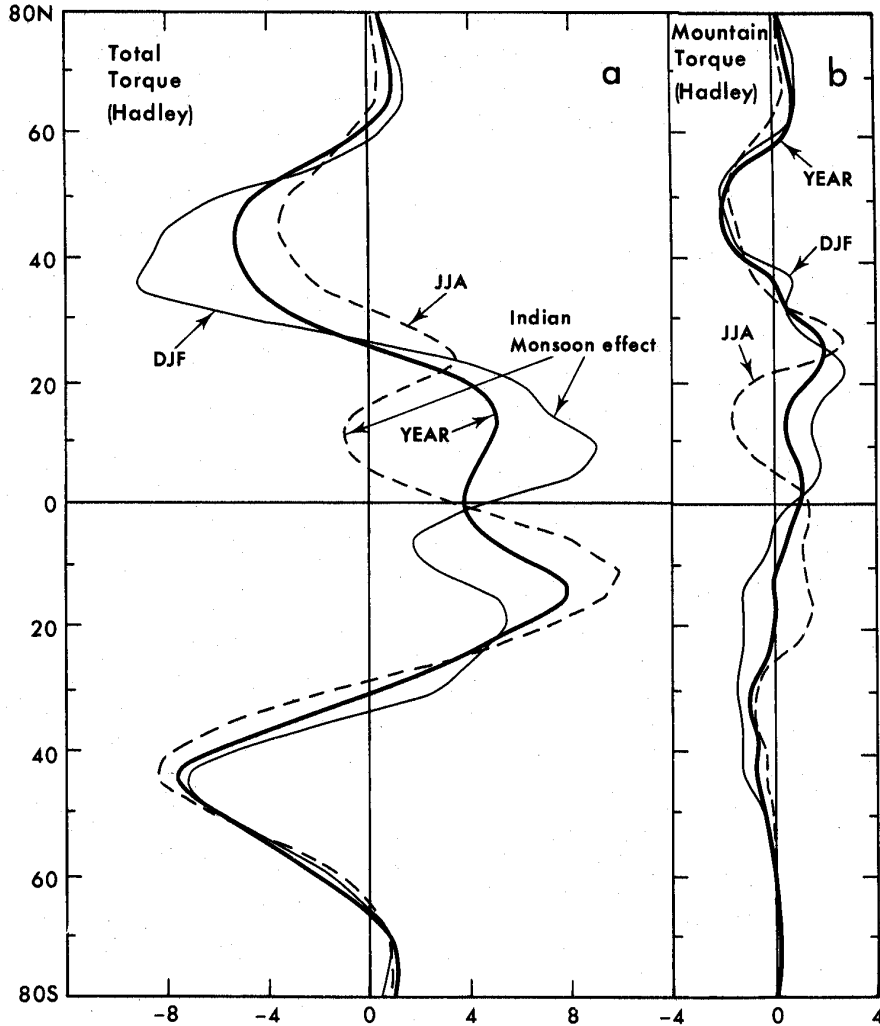 80N
60
40
20
0
20
40
60
80S
Total
Torque
(Hadley)
a
JJA
Indian
Monsoon effect
DJF
YEAR
-8
-4
0
4
8
Mountain
Torque
(Hadley)
b
YEAR
DJF
JJA
-4
0
4